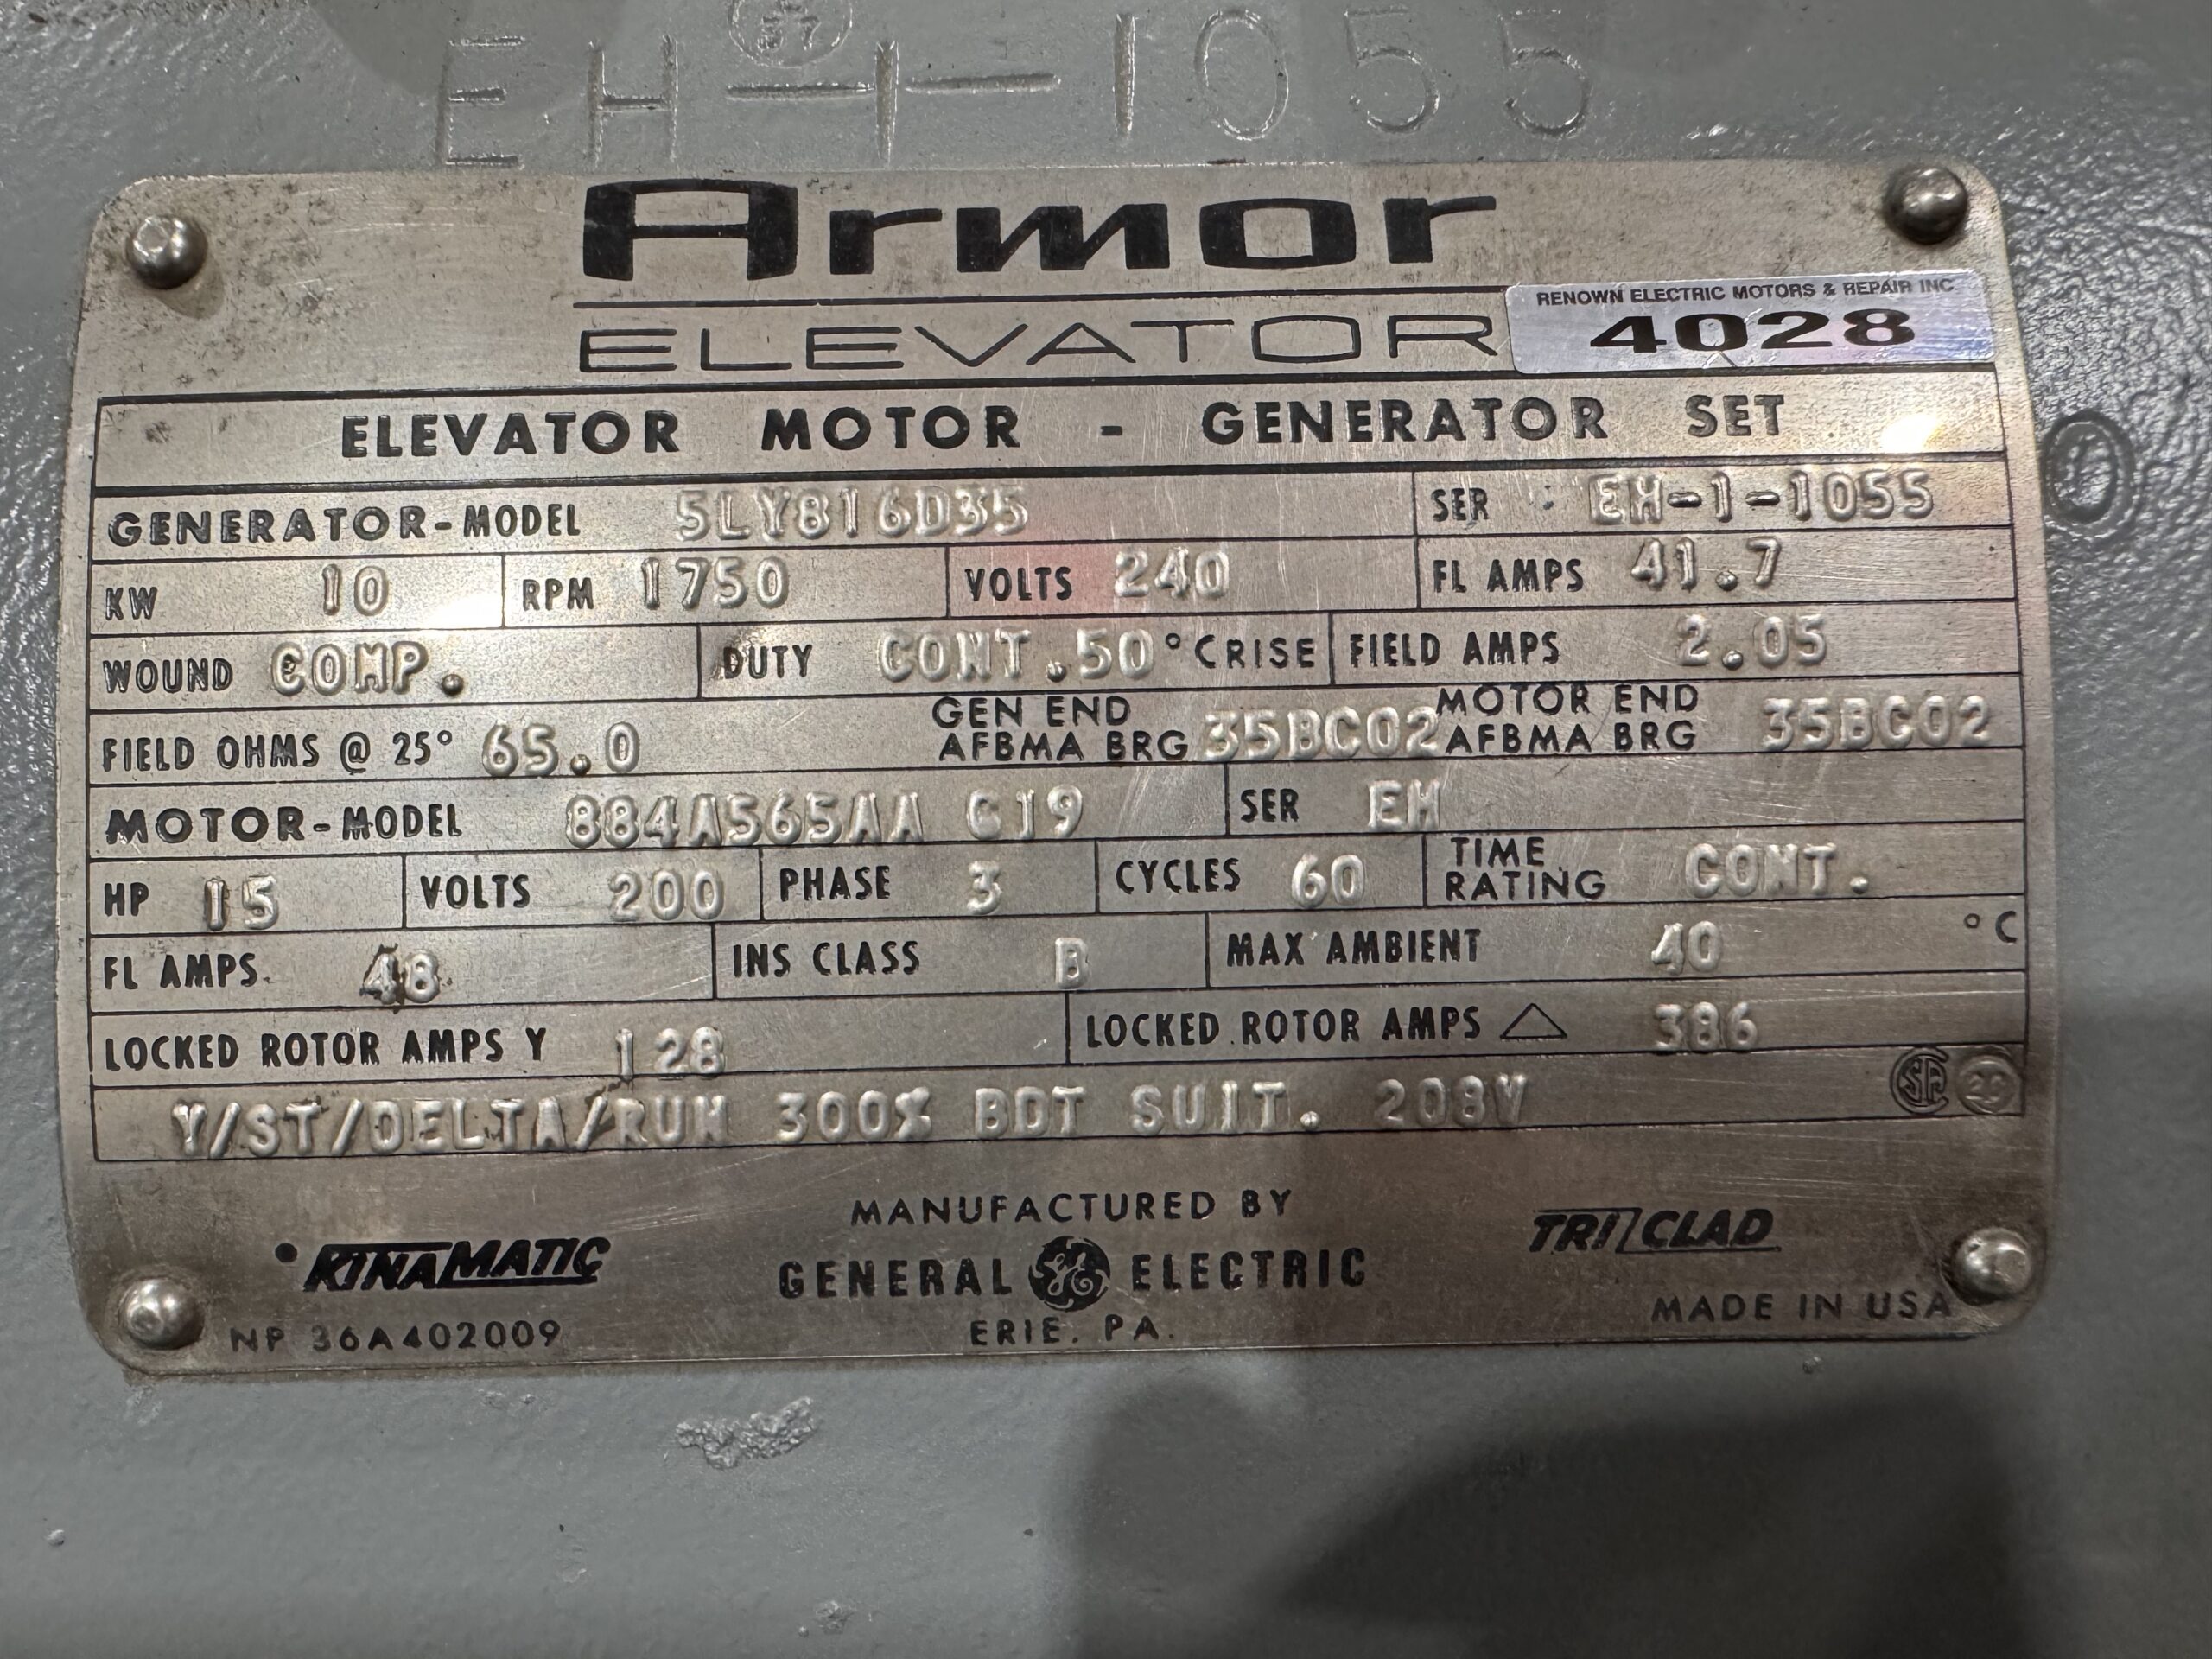 EH-1-1055
Armor
ELEVATOR
RENOWN ELECTRIC MOTORS & REPAIR INC.
4028
ELEVATOR MOTOR - GENERATOR SET
GENERATOR-MODEL 5LY816D35 SER EH-1-1055
KW 10 RPM 1750 VOLTS 240 FL AMPS 41.7
WOUND COMP. DUTY CONT.50 °C RISE FIELD AMPS 2.05
FIELD OHMS @ 25° 65.0 GEN END AFBMA BRG 35BC02 MOTOR END AFBMA BRG 35BC02
MOTOR-MODEL 884A565AA G19 SER EH
HP 15 VOLTS 200 PHASE 3 CYCLES 60 TIME RATING CONT.
FL AMPS 48 INS CLASS B MAX AMBIENT 40 °C
LOCKED ROTOR AMPS Y 128 LOCKED ROTOR AMPS △ 386
Y/ST/DELTA/RUN 300% BDT SUIT. 208V
MANUFACTURED BY
KINAMATIC GENERAL GE ELECTRIC TRI/CLAD
NP 36A402009 ERIE, PA. MADE IN USA